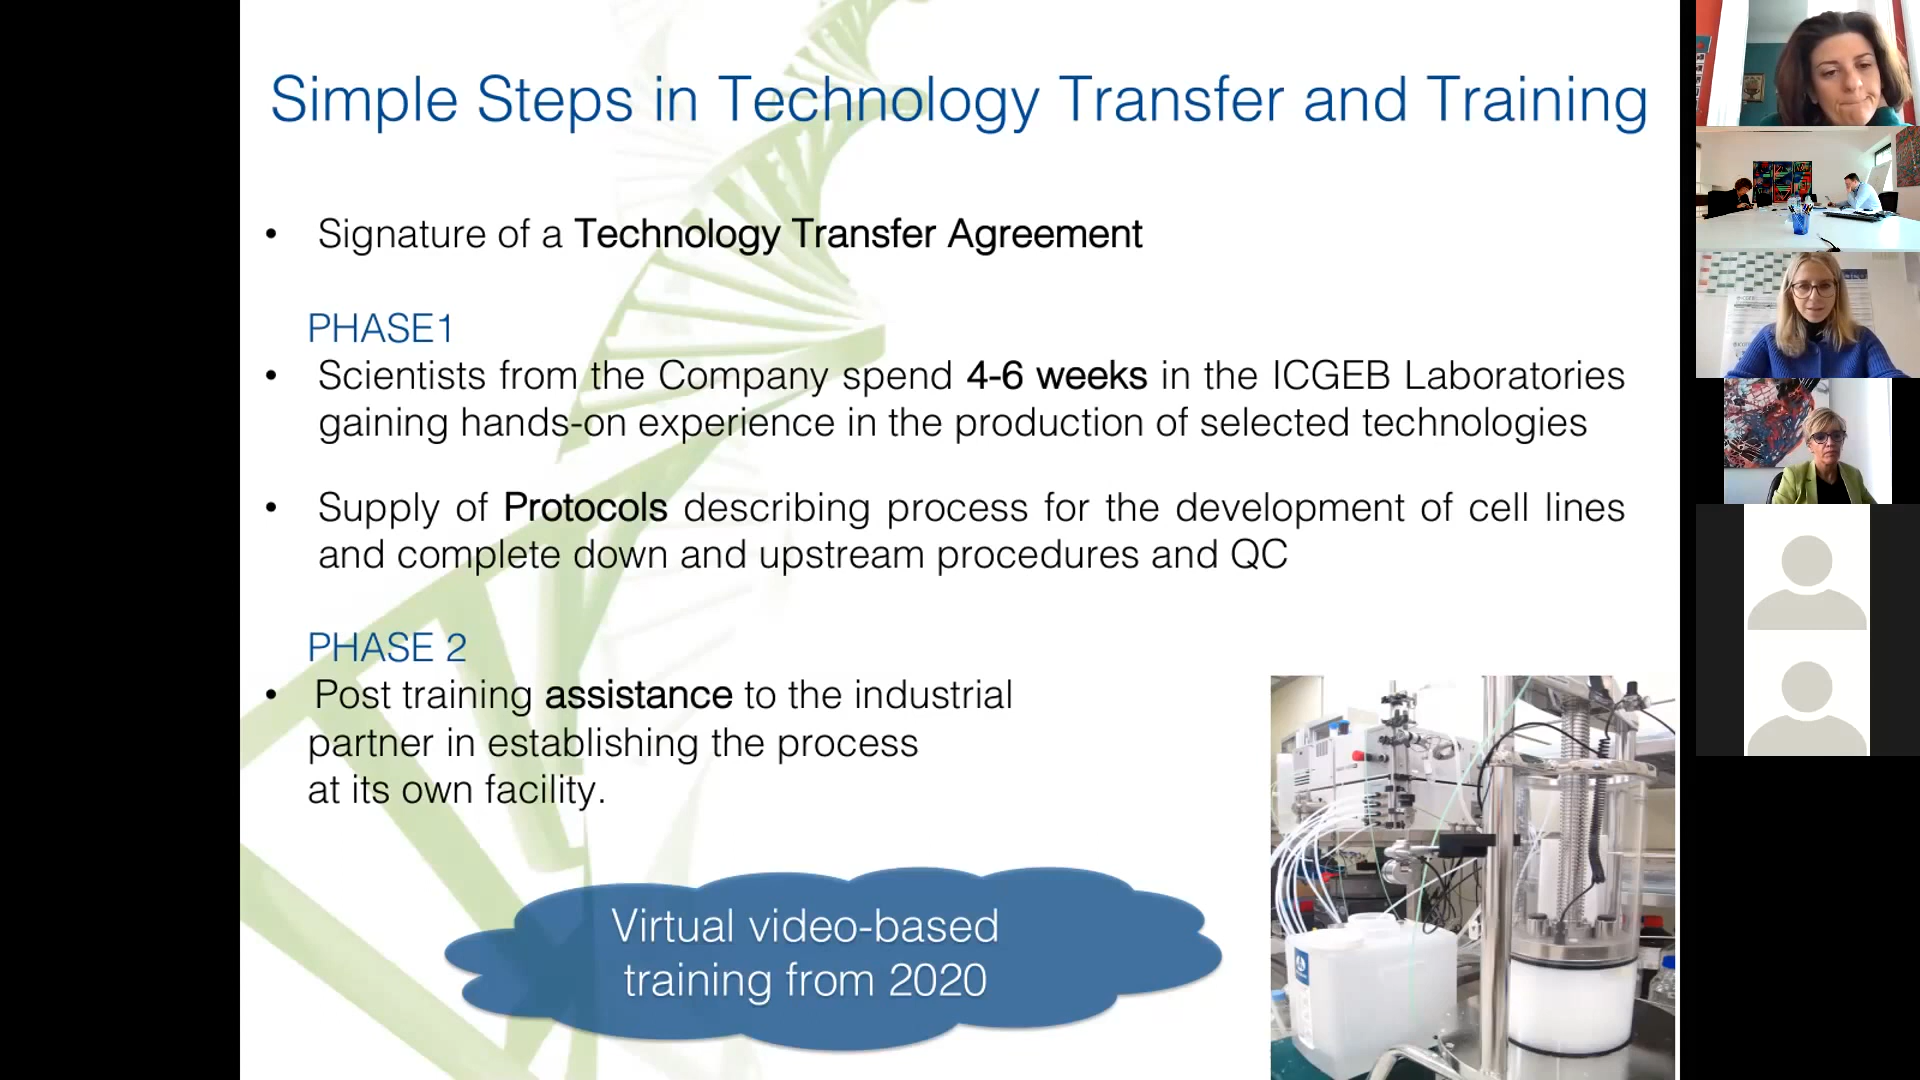 Simple Steps in Technology Transfer and Training
• Signature of a Technology Transfer Agreement
PHASE1
• Scientists from the Company spend 4-6 weeks in the ICGEB Laboratories
gaining hands-on experience in the production of selected technologies
• Supply of Protocols describing process for the development of cell lines
and complete down and upstream procedures and QC
PHASE 2
• Post training assistance to the industrial
partner in establishing the process
at its own facility.
Virtual video-based
training from 2020